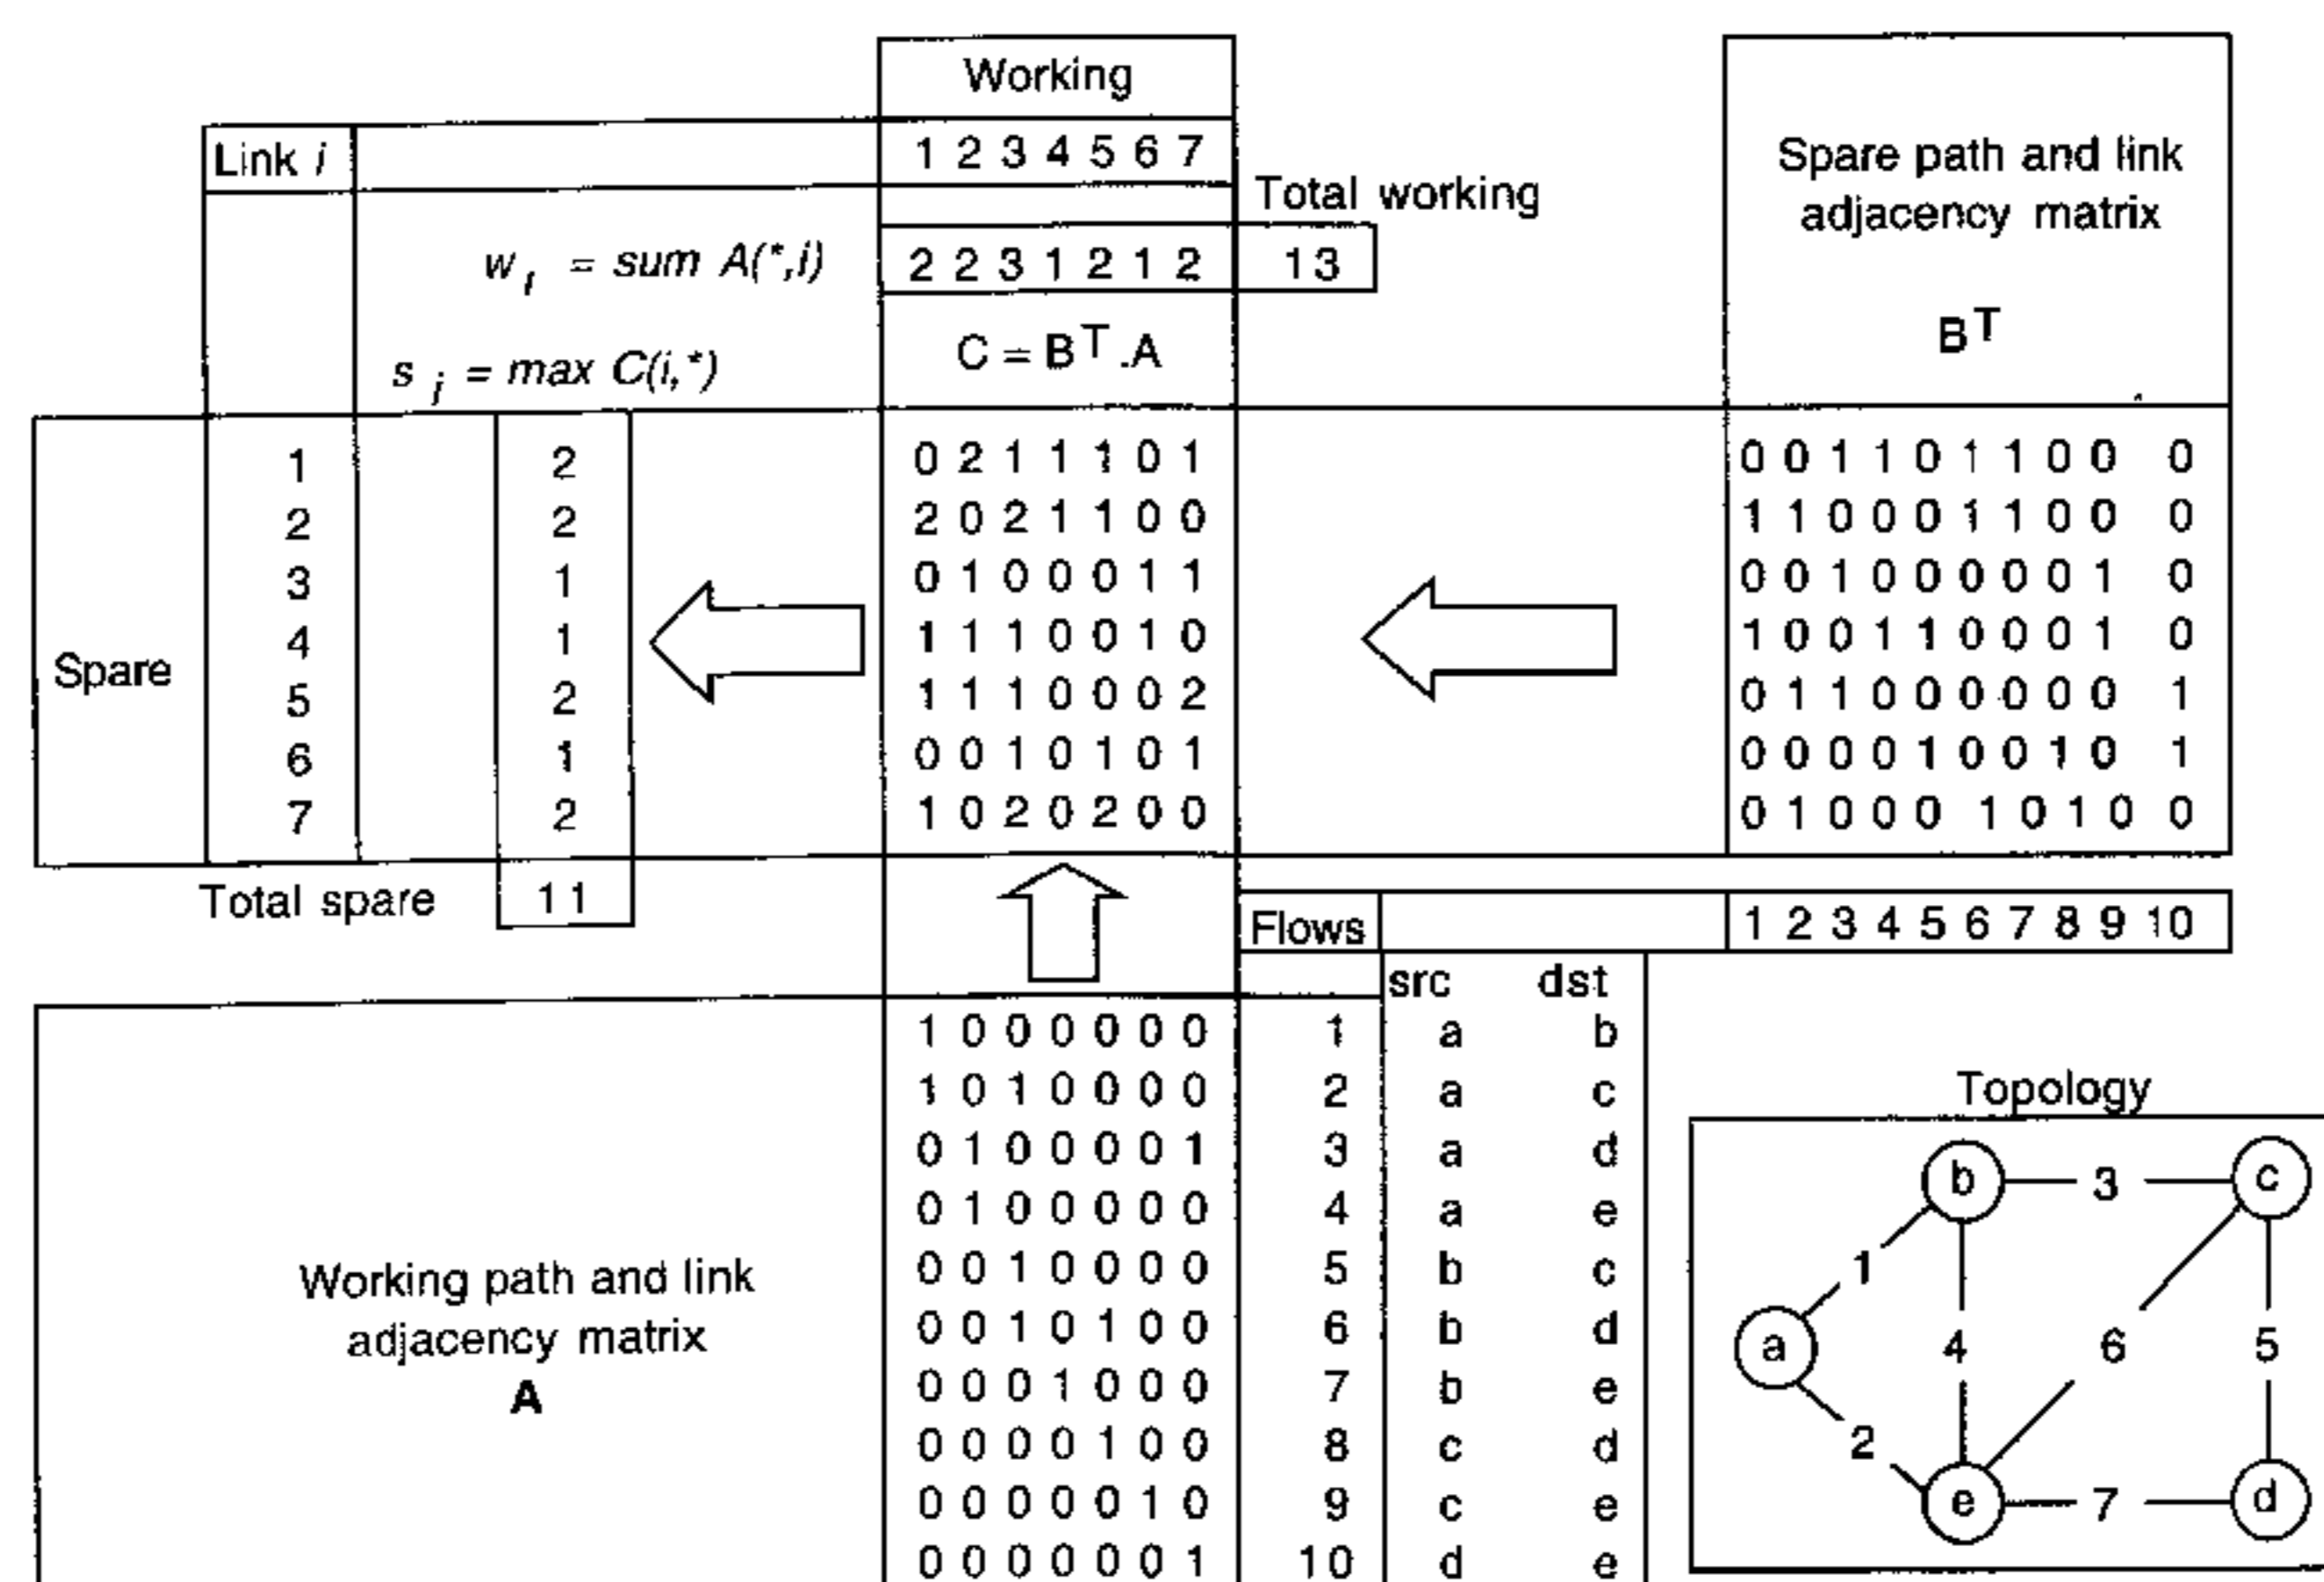 Working
Link i 1 2 3 4 5 6 7
Total working
w i = sum A(*,i) 2 2 3 1 2 1 2 13
s i = max C(i,*) C = B T .A
Spare path and link
adjacency matrix
B T
Spare
1 2 0 2 1 1 1 0 1 0 0 1 1 0 1 1 0 0 0
2 2 2 0 2 1 1 0 0 1 1 0 0 0 1 1 0 0 0
3 1 0 1 0 0 0 1 1 0 0 1 0 0 0 0 0 1 0
4 1 1 1 1 0 0 1 0 1 0 0 1 1 0 0 0 1 0
5 2 1 1 1 0 0 0 2 0 1 1 0 0 0 0 0 0 1
6 1 0 0 1 0 1 0 1 0 0 0 0 1 0 0 1 0 1
7 2 1 0 2 0 2 0 0 0 1 0 0 0 1 0 1 0 0
Total spare 11
Flows 1 2 3 4 5 6 7 8 9 10
src dst
1 0 0 0 0 0 0 1 a b
1 0 1 0 0 0 0 2 a c
0 1 0 0 0 0 1 3 a d
0 1 0 0 0 0 0 4 a e
0 0 1 0 0 0 0 5 b c
0 0 1 0 1 0 0 6 b d
0 0 0 1 0 0 0 7 b e
0 0 0 0 1 0 0 8 c d
0 0 0 0 0 1 0 9 c e
0 0 0 0 0 0 1 10 d e
Working path and link
adjacency matrix
A
Topology
b 3 c
1
a 4 6 5
2
e 7 d